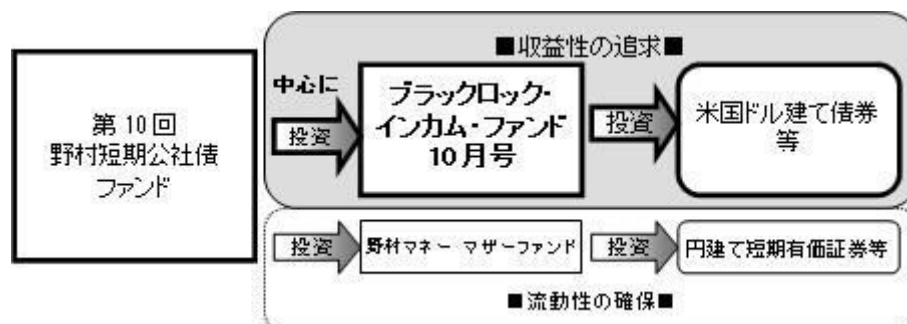 ■収益性の追求■
第10回
野村短期公社債
ファンド
中心に
投資
ブラックロック・
インカム・ファンド
10月号
投資
米国ドル建て債券
等
投資
野村マネー マザーファンド
投資
円建て短期有価証券等
■流動性の確保■